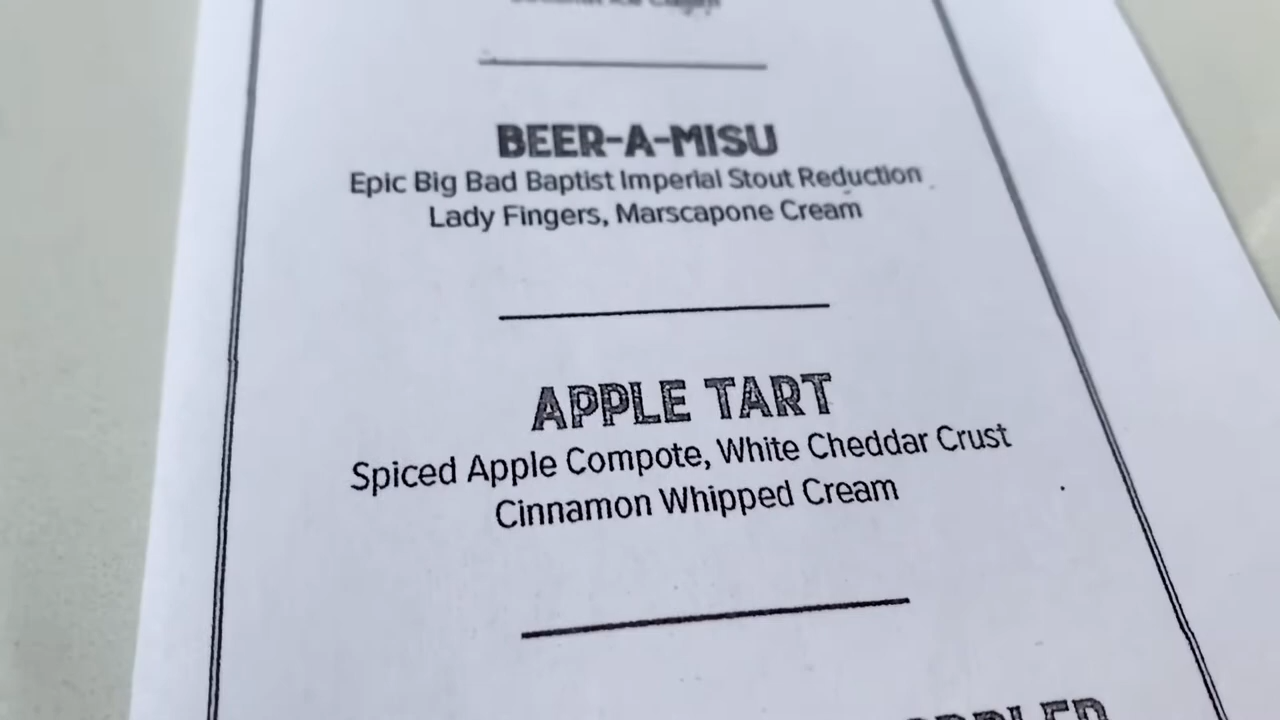 BEER-A-MISU
Epic Big Bad Baptist Imperial Stout Reduction
Lady Fingers, Marscapone Cream
APPLE TART
Spiced Apple Compote, White Cheddar Crust
Cinnamon Whipped Cream